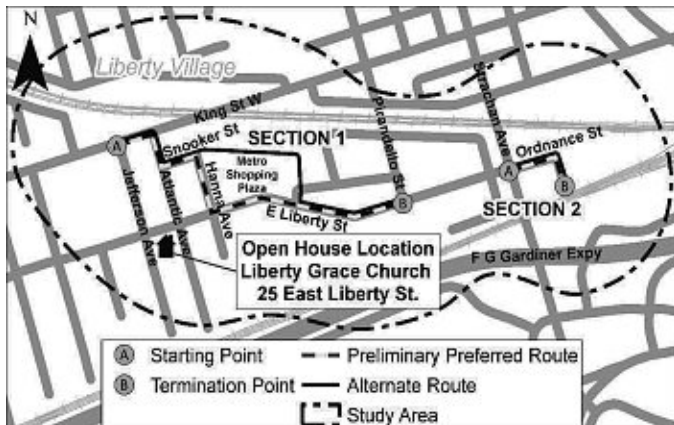 N
Liberty Village
King St W
Snooker St
SECTION 1
Pirandello St
Strachan Ave
Ordnance St
A
Metro
Shopping
Plaza
Hanna Ave
Jefferson Ave
Atlantic Ave
E Liberty St
B
A
B
SECTION 2
Open House Location
Liberty Grace Church
25 East Liberty St.
F G Gardiner Expy
A Starting Point
Preliminary Preferred Route
B Termination Point
Alternate Route
Study Area